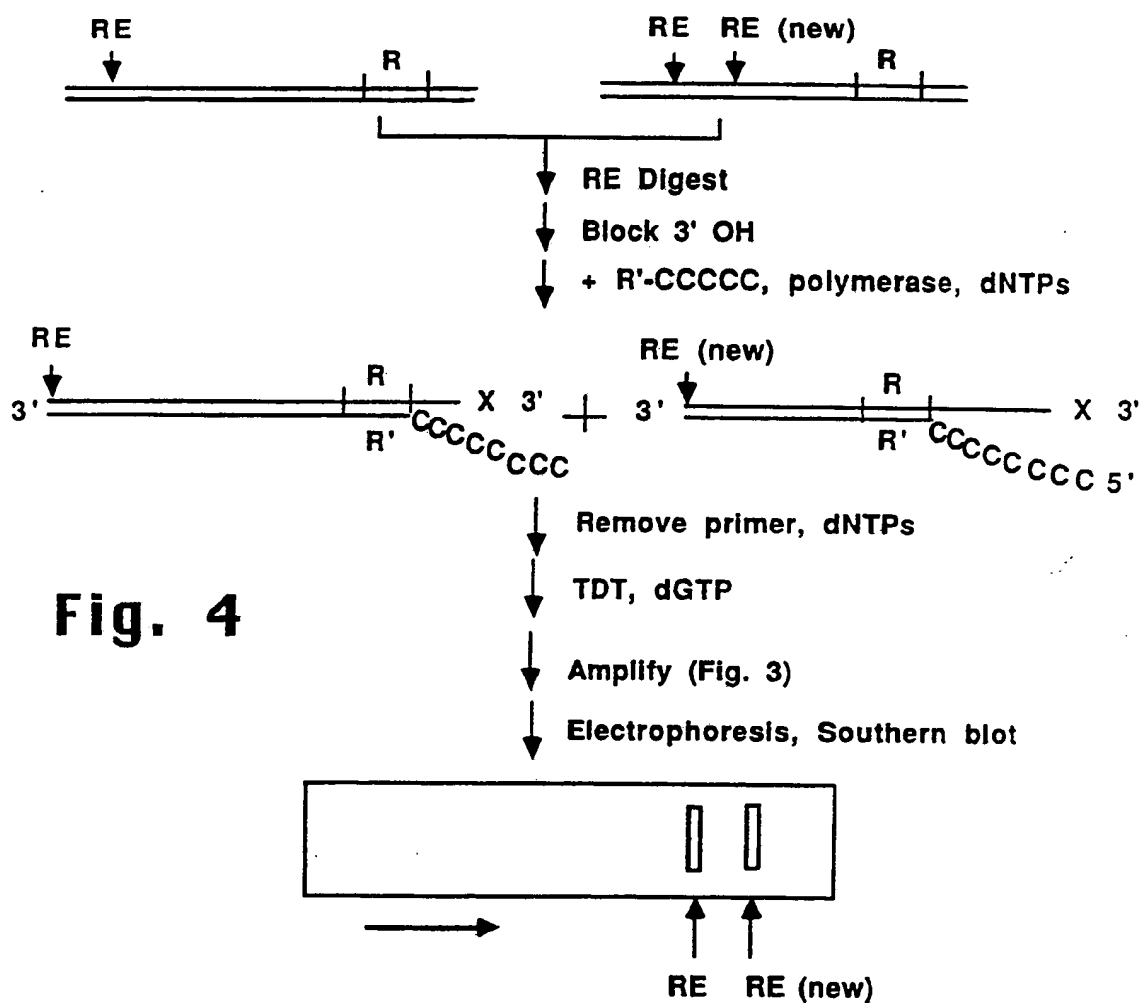 RE
R
RE RE (new)
R
RE Digest
Block 3' OH
+ R'-CCCCC, polymerase, dNTPs
RE
3'
R
R'
X 3'
CCCCCCCCC
+
RE (new)
3'
R
R'
X 3'
CCCCCCCCC 5'
Remove primer, dNTPs
TDT, dGTP
Fig. 4
Amplify (Fig. 3)
Electrophoresis, Southern blot
RE RE (new)